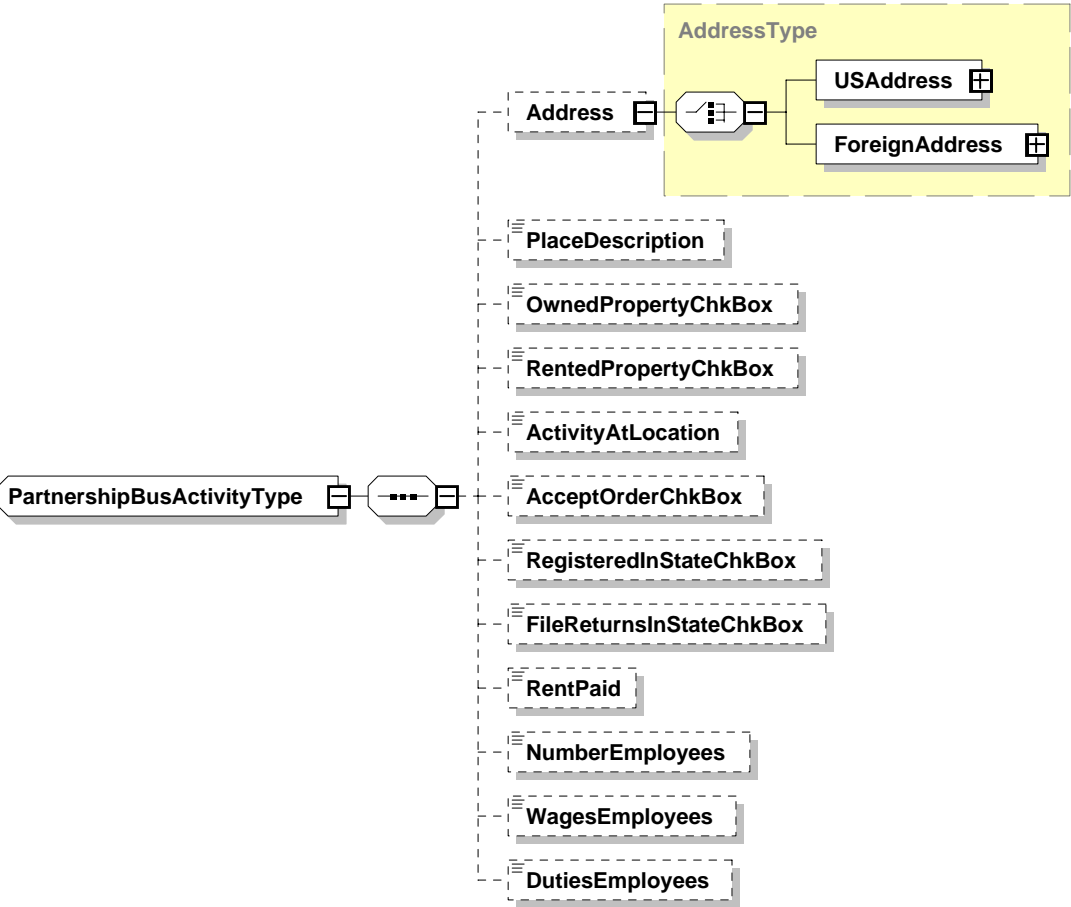 AddressType
USAddress
Address
ForeignAddress
PlaceDescription
OwnedPropertyChkBox
RentedPropertyChkBox
ActivityAtLocation
PartnershipBusActivityType
AcceptOrderChkBox
RegisteredInStateChkBox
FileReturnsInStateChkBox
RentPaid
NumberEmployees
WagesEmployees
DutiesEmployees